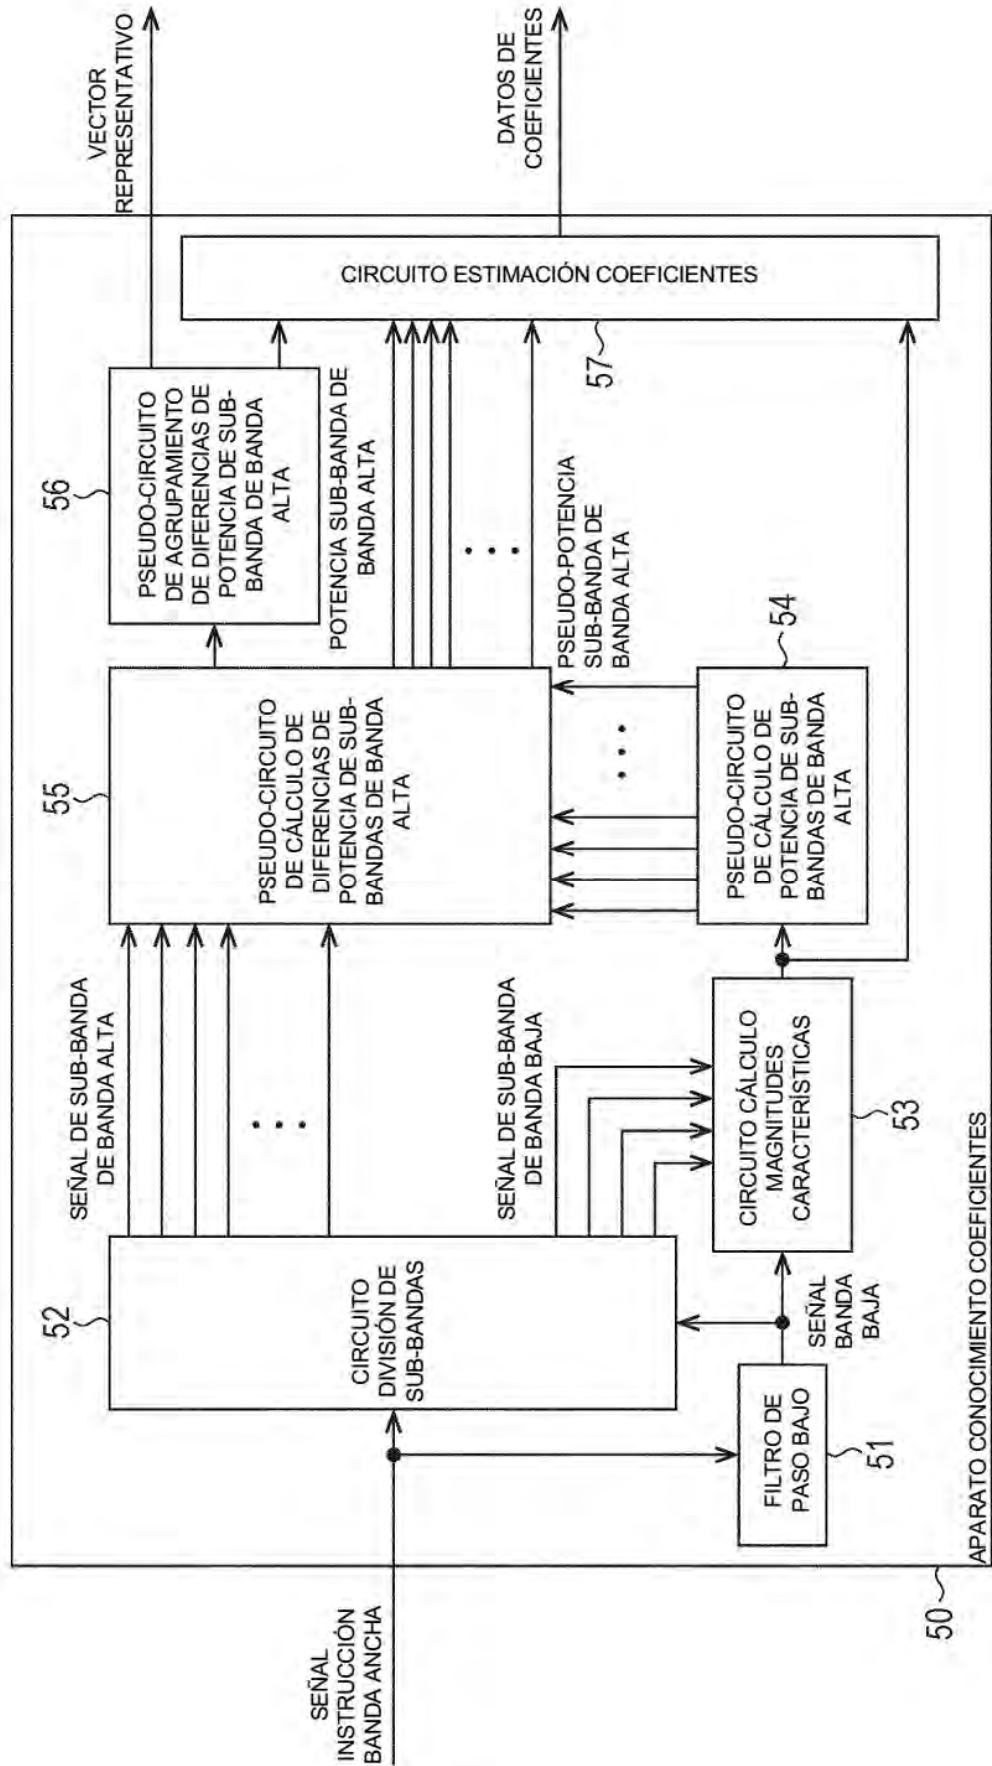 SEÑAL
INSTRUCCIÓN
BANDA ANCHA
50
APARATO CONOCIMIENTO COEFICIENTES
52
CIRCUITO
DIVISIÓN DE
SUB-BANDAS
FILTRO DE
PASO BAJO
51
SEÑAL
BANDA
BAJA
SEÑAL DE SUB-BANDA
DE BANDA ALTA
SEÑAL DE SUB-BANDA
DE BANDA BAJA
CIRCUITO CÁLCULO
MAGNITUDES
CARACTERÍSTICAS
53
55
PSEUDO-CIRCUITO
DE CÁLCULO DE
DIFERENCIAS DE
POTENCIA DE SUB-
BANDAS DE BANDA
ALTA
PSEUDO-CIRCUITO
DE CÁLCULO DE
POTENCIA DE SUB-
BANDAS DE BANDA
ALTA
54
PSEUDO-POTENCIA
SUB-BANDA DE
BANDA ALTA
56
PSEUDO-CIRCUITO
DE AGRUPAMIENTO
DE DIFERENCIAS DE
POTENCIA DE SUB-
BANDA DE BANDA
ALTA
POTENCIA SUB-BANDA DE
BANDA ALTA
CIRCUITO ESTIMACIÓN COEFICIENTES
57
VECTOR
REPRESENTATIVO
DATOS DE
COEFICIENTES